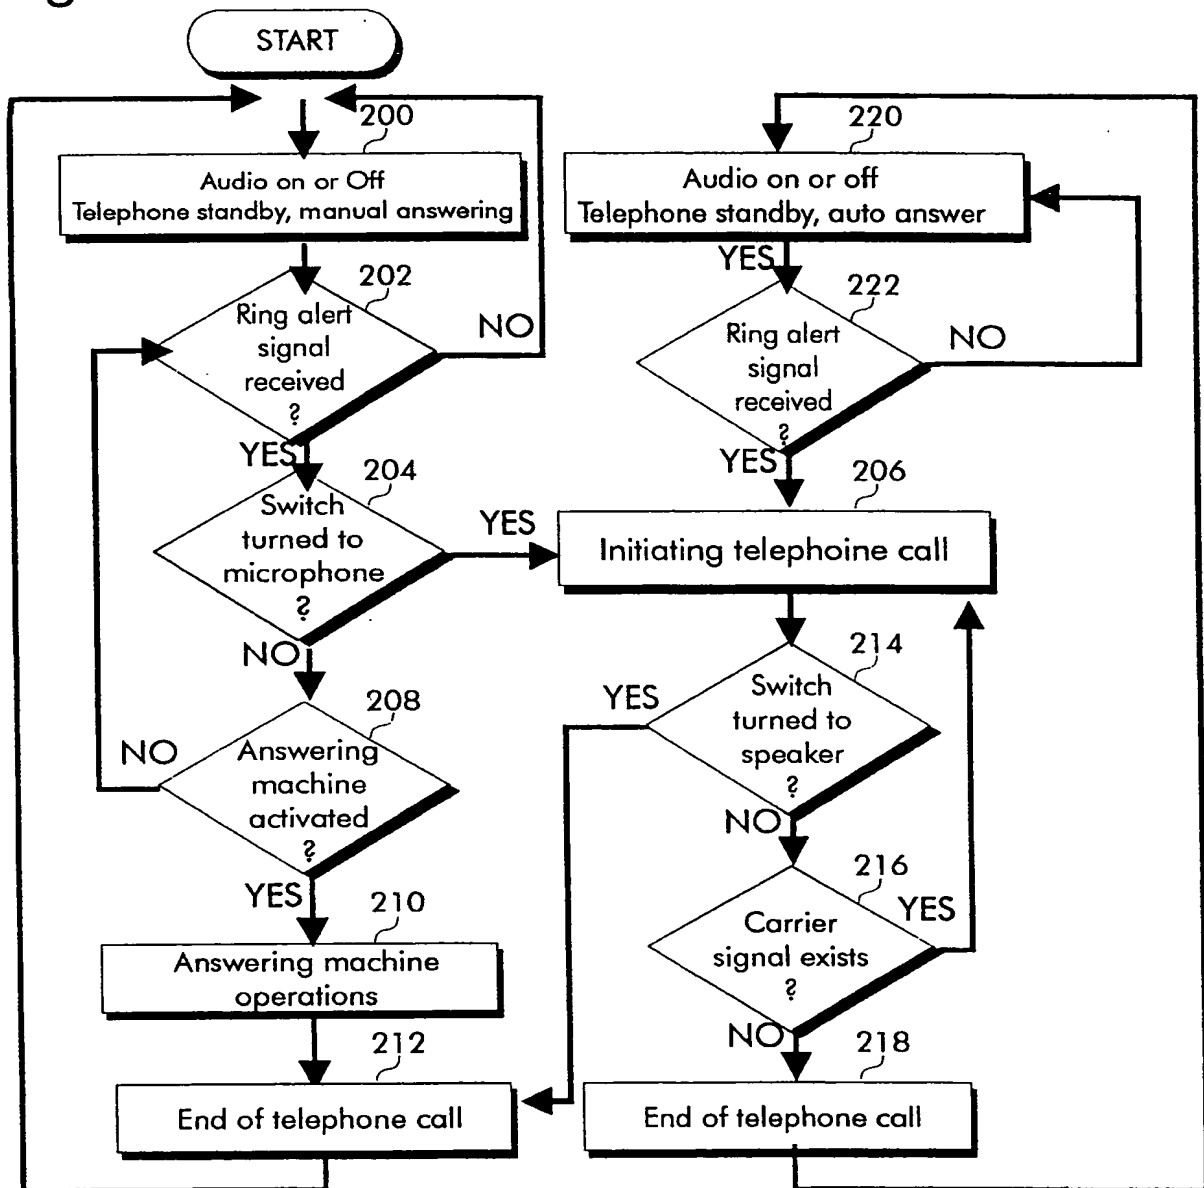 g
START
200
Audio on or Off
Telephone standby, manual answering
202
Ring alert
signal
received
?
NO
YES
204
Switch
turned to
microphone
?
YES
NO
208
Answering
machine
activated
?
NO
YES
210
Answering machine
operations
212
End of telephone call
220
Audio on or off
Telephone standby, auto answer
YES
222
Ring alert
signal
received
?
NO
YES
206
Initiating telephoine call
214
Switch
turned to
speaker
?
YES
NO
216
Carrier
signal exists
?
YES
NO
218
End of telephone call